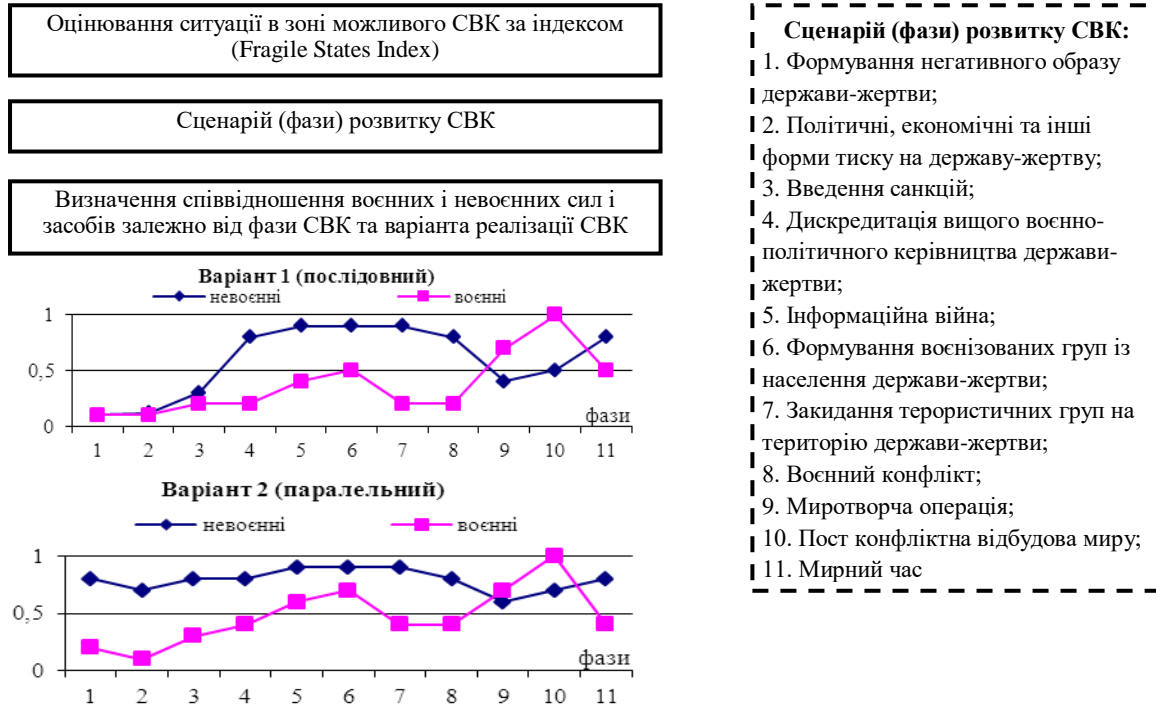 Оцінювання ситуації в зоні можливого СВК за індексом
(Fragile States Index)
Сценарій (фази) розвитку СВК
Визначення співвідношення воєнних і невоєнних сил і
засобів залежно від фази СВК та варіанта реалізації СВК
Варіант 1 (послідовний)
невоєнні воєнні
1
0,5
0
фази
1 2 3 4 5 6 7 8 9 10 11
Варіант 2 (паралельний)
невоєнні воєнні
1
0,5
0
фази
1 2 3 4 5 6 7 8 9 10 11
Сценарій (фази) розвитку СВК:
1. Формування негативного образу
держави-жертви;
2. Політичні, економічні та інші
форми тиску на державу-жертву;
3. Введення санкцій;
4. Дискредитація вищого воєнно-
політичного керівництва держави-
жертви;
5. Інформаційна війна;
6. Формування воєнізованих груп із
населення держави-жертви;
7. Закидання терористичних груп на
територію держави-жертви;
8. Воєнний конфлікт;
9. Миротворча операція;
10. Пост конфліктна відбудова миру;
11. Мирний час